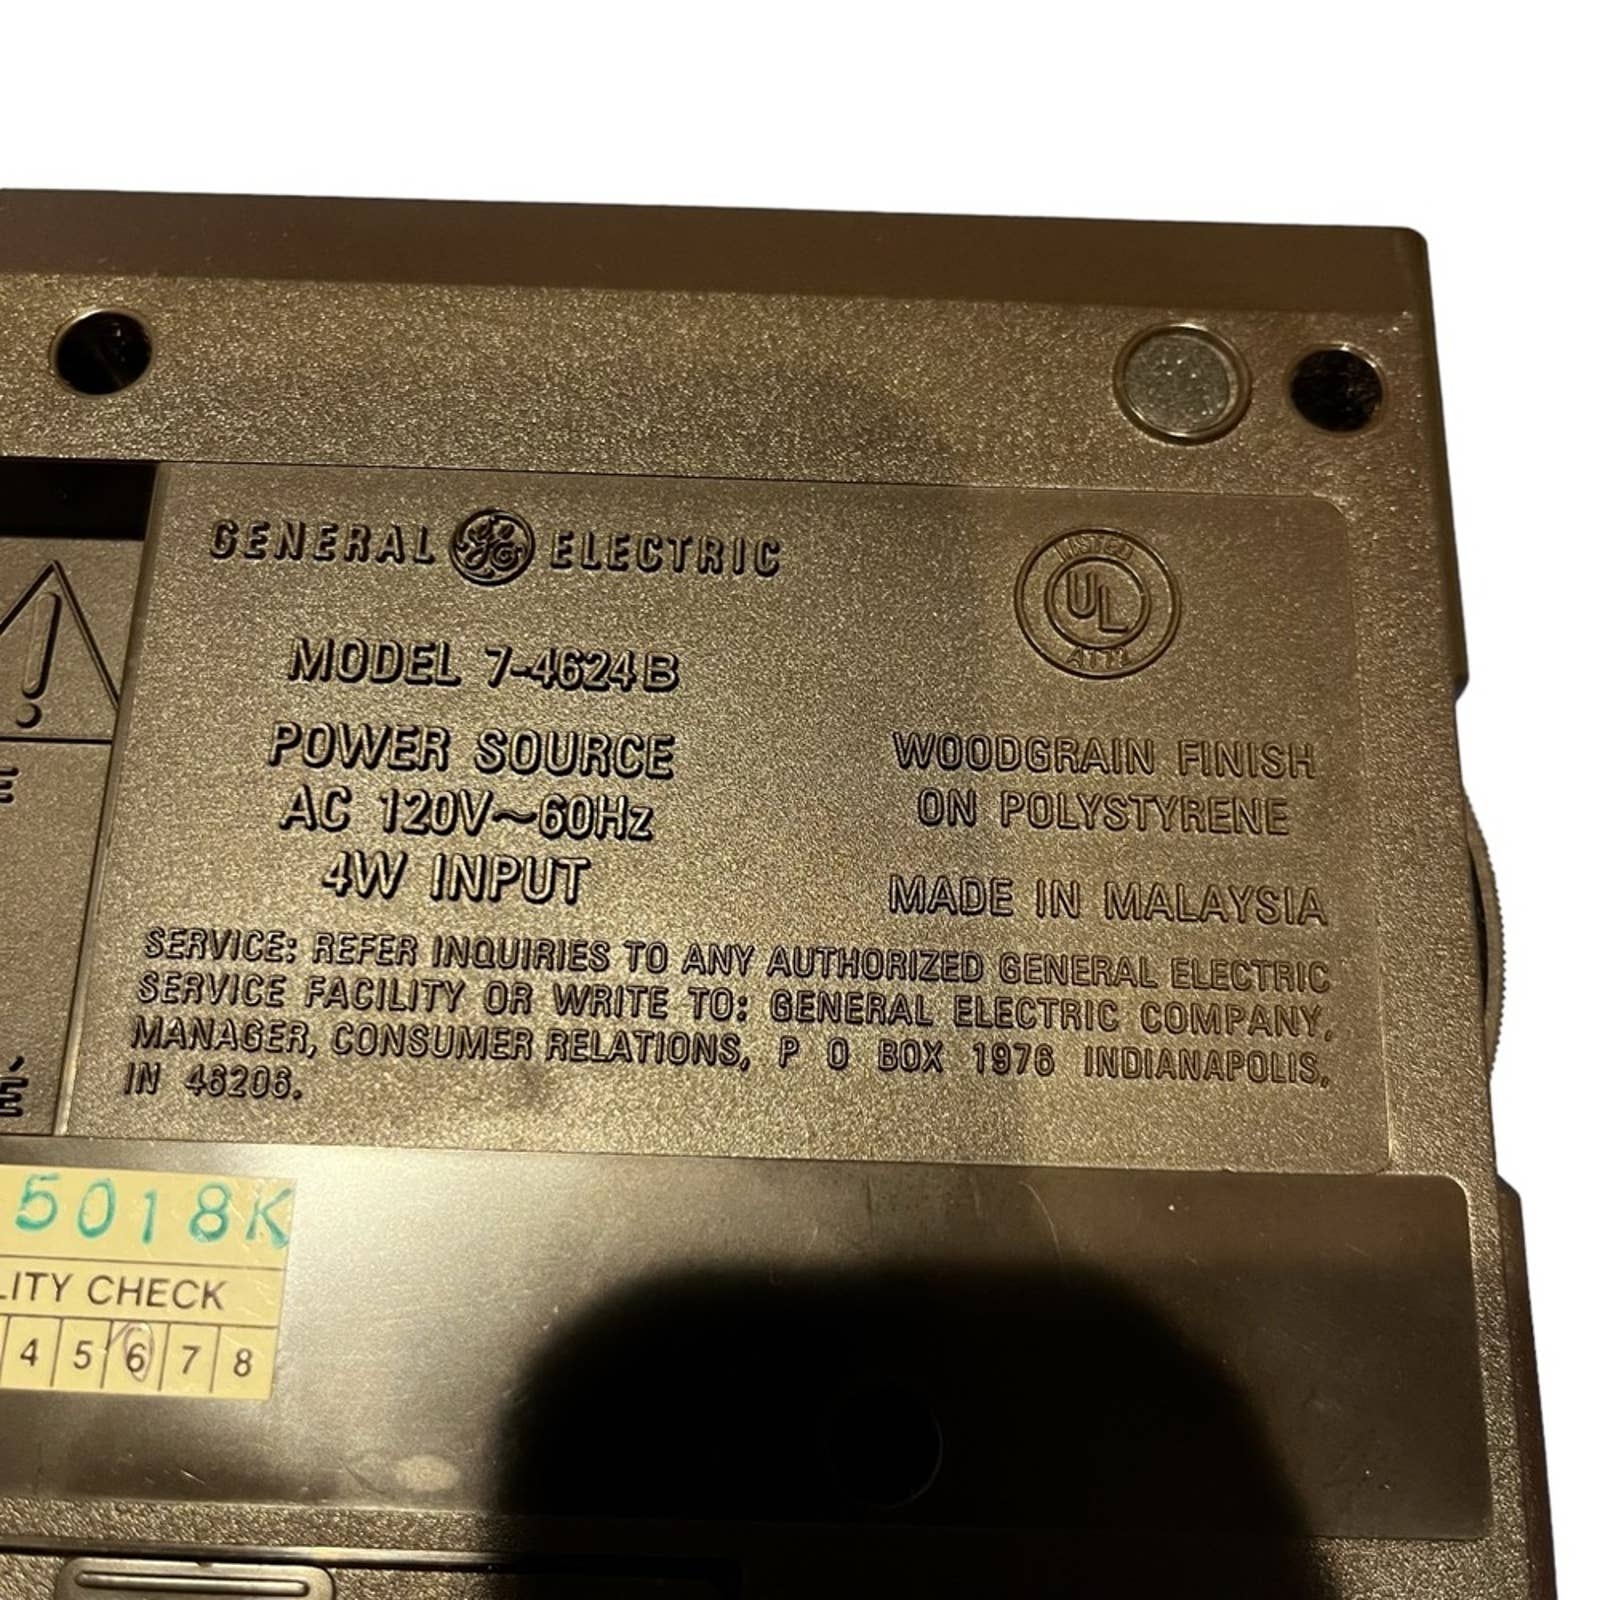 GENERAL GE ELECTRIC
LISTED
UL
MODEL 7-4624B
POWER SOURCE
AC 120V~60Hz
4W INPUT
WOODGRAIN FINISH
ON POLYSTYRENE
MADE IN MALAYSIA
SERVICE: REFER INQUIRIES TO ANY AUTHORIZED GENERAL ELECTRIC
SERVICE FACILITY OR WRITE TO: GENERAL ELECTRIC COMPANY,
MANAGER, CONSUMER RELATIONS, P O BOX 1976 INDIANAPOLIS,
IN 46206.
!
E
É
5018K
LITY CHECK
4 5 6 7 8